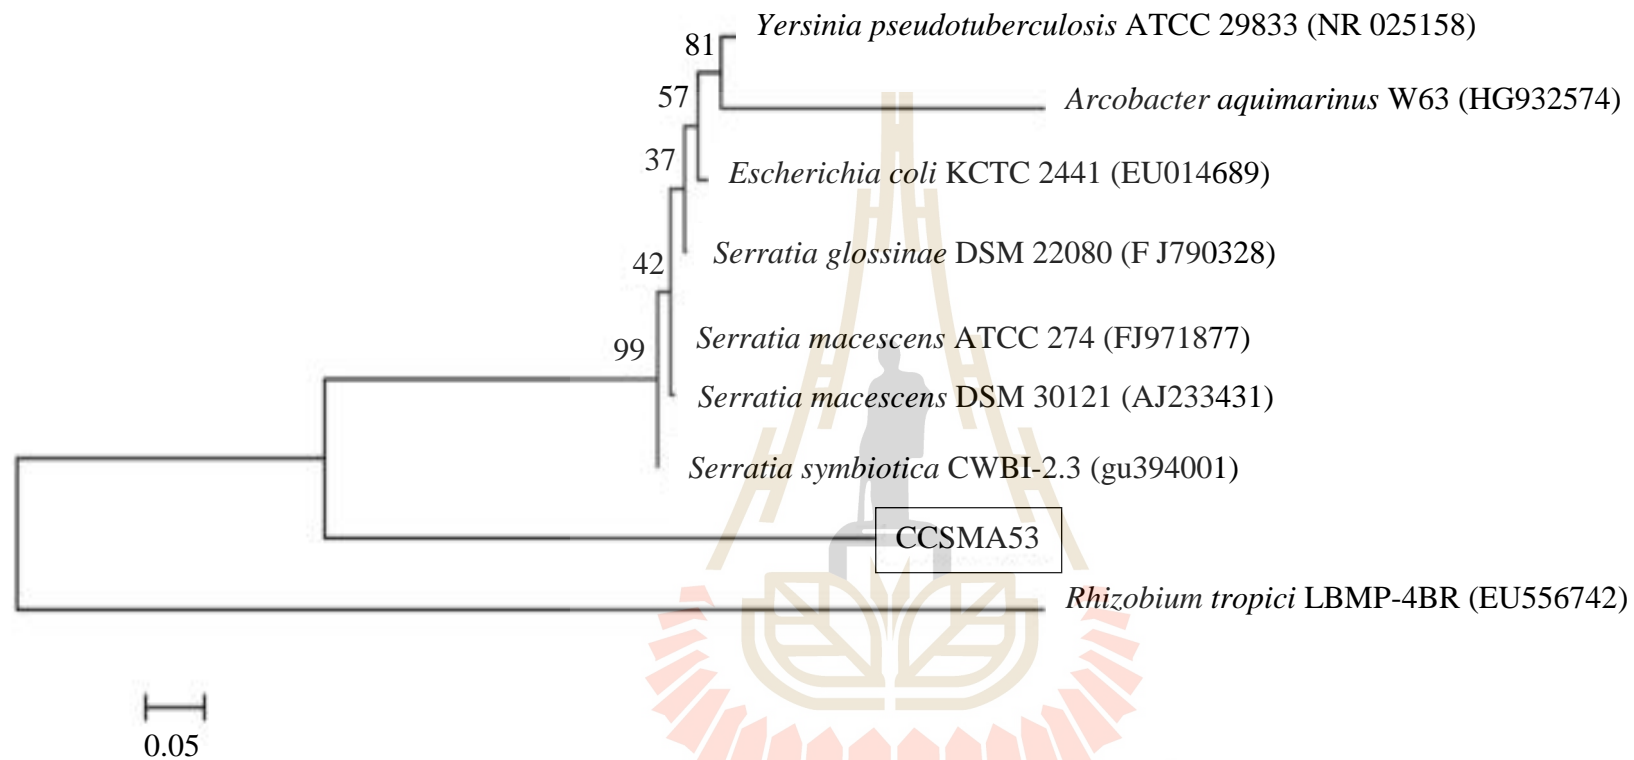 Yersinia pseudotuberculosis ATCC 29833 (NR 025158)
81
57
Arcobacter aquimarinus W63 (HG932574)
37
Escherichia coli KCTC 2441 (EU014689)
Serratia glossinae DSM 22080 (F J790328)
42
Serratia macescens ATCC 274 (FJ971877)
99
Serratia macescens DSM 30121 (AJ233431)
Serratia symbiotica CWBI-2.3 (gu394001)
CCSMA53
Rhizobium tropici LBMP-4BR (EU556742)
0.05